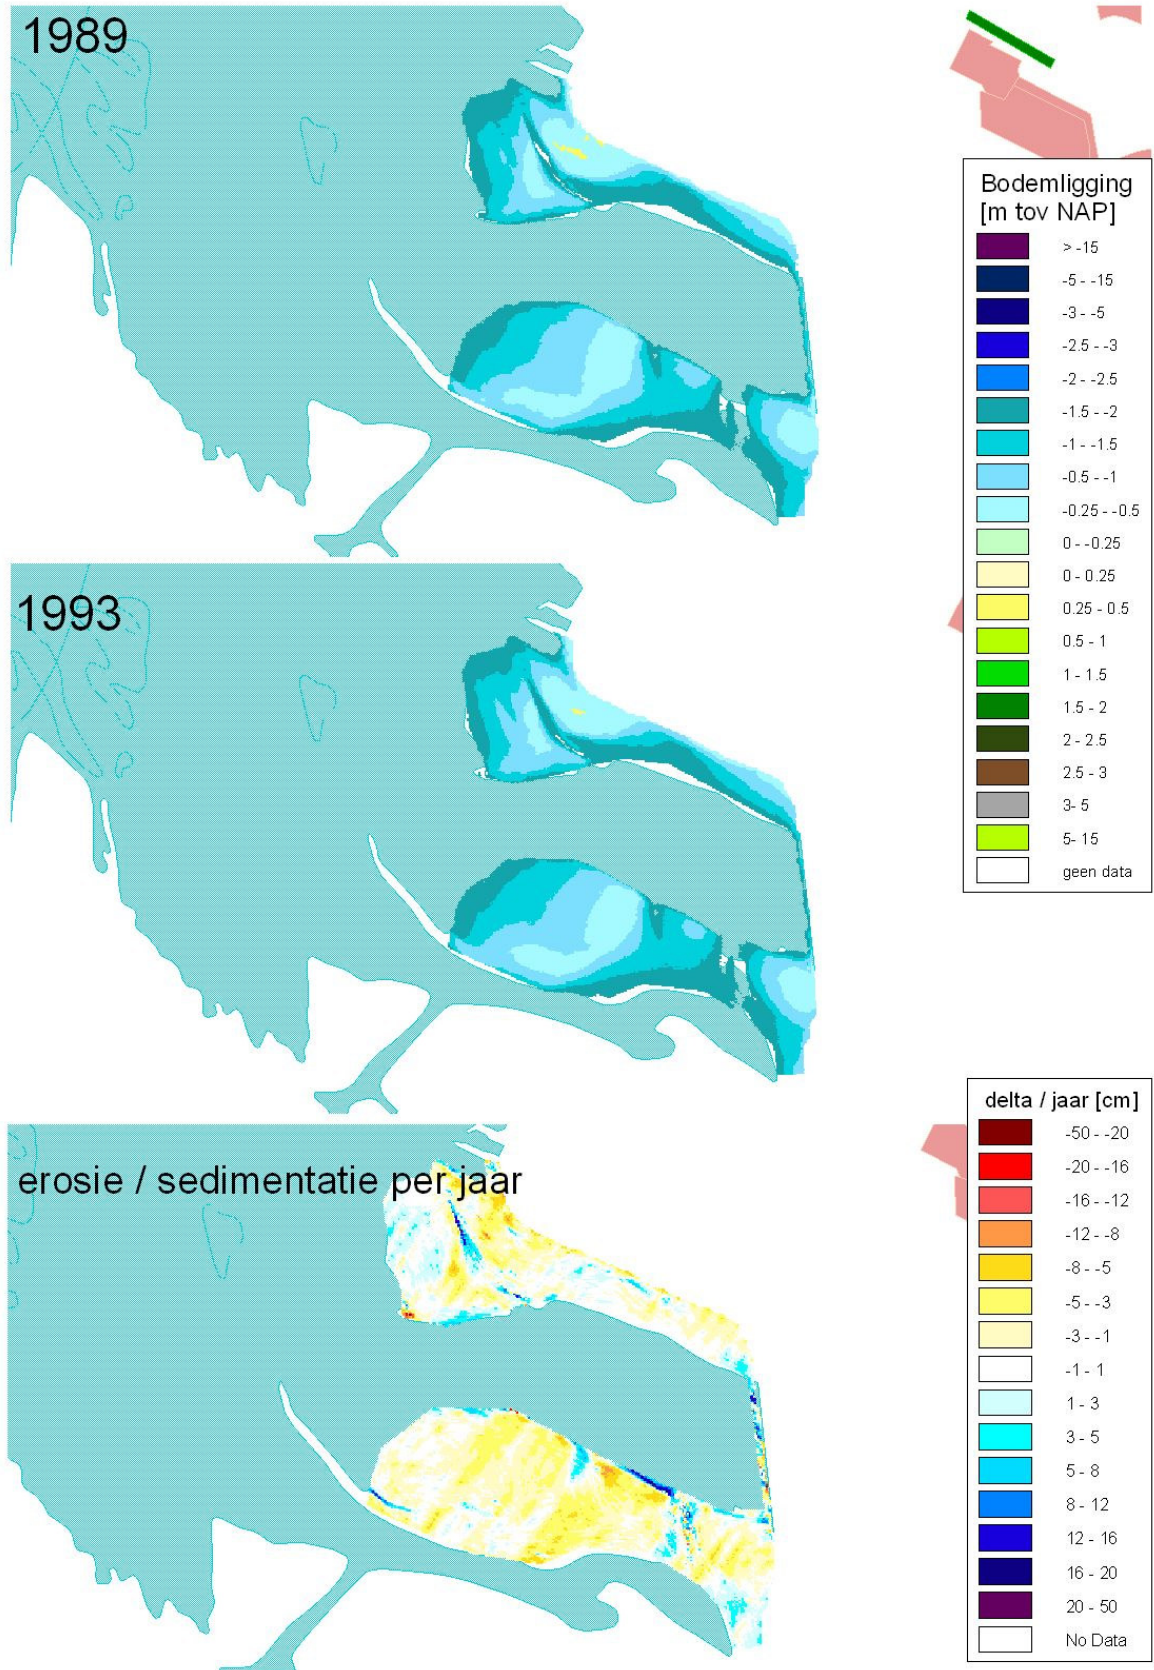 1989
Bodemligging
[m tov NAP]
> -15
-5 - -15
-3 - -5
-2.5 - -3
-2 - -2.5
-1.5 - -2
-1 - -1.5
-0.5 - -1
-0.25 - -0.5
0 - -0.25
0 - 0.25
0.25 - 0.5
0.5 - 1
1 - 1.5
1.5 - 2
2 - 2.5
2.5 - 3
3- 5
5- 15
geen data
1993
erosie / sedimentatie per jaar
delta / jaar [cm]
-50 - -20
-20 - -16
-16 - -12
-12 - -8
-8 - -5
-5 - -3
-3 - -1
-1 - 1
1 - 3
3 - 5
5 - 8
8 - 12
12 - 16
16 - 20
20 - 50
No Data